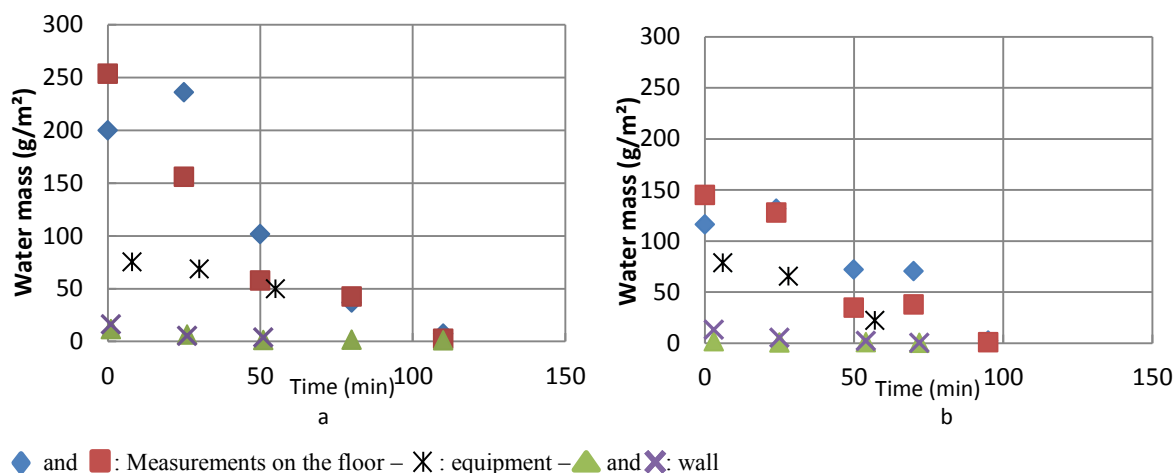 Water mass (g/m²)
300
250
200
150
100
50
0
0 50 100 150
Time (min)
a
Water mass (g/m²)
300
250
200
150
100
50
0
0 50 100 150
Time (min)
b
and : Measurements on the floor – : equipment – and : wall